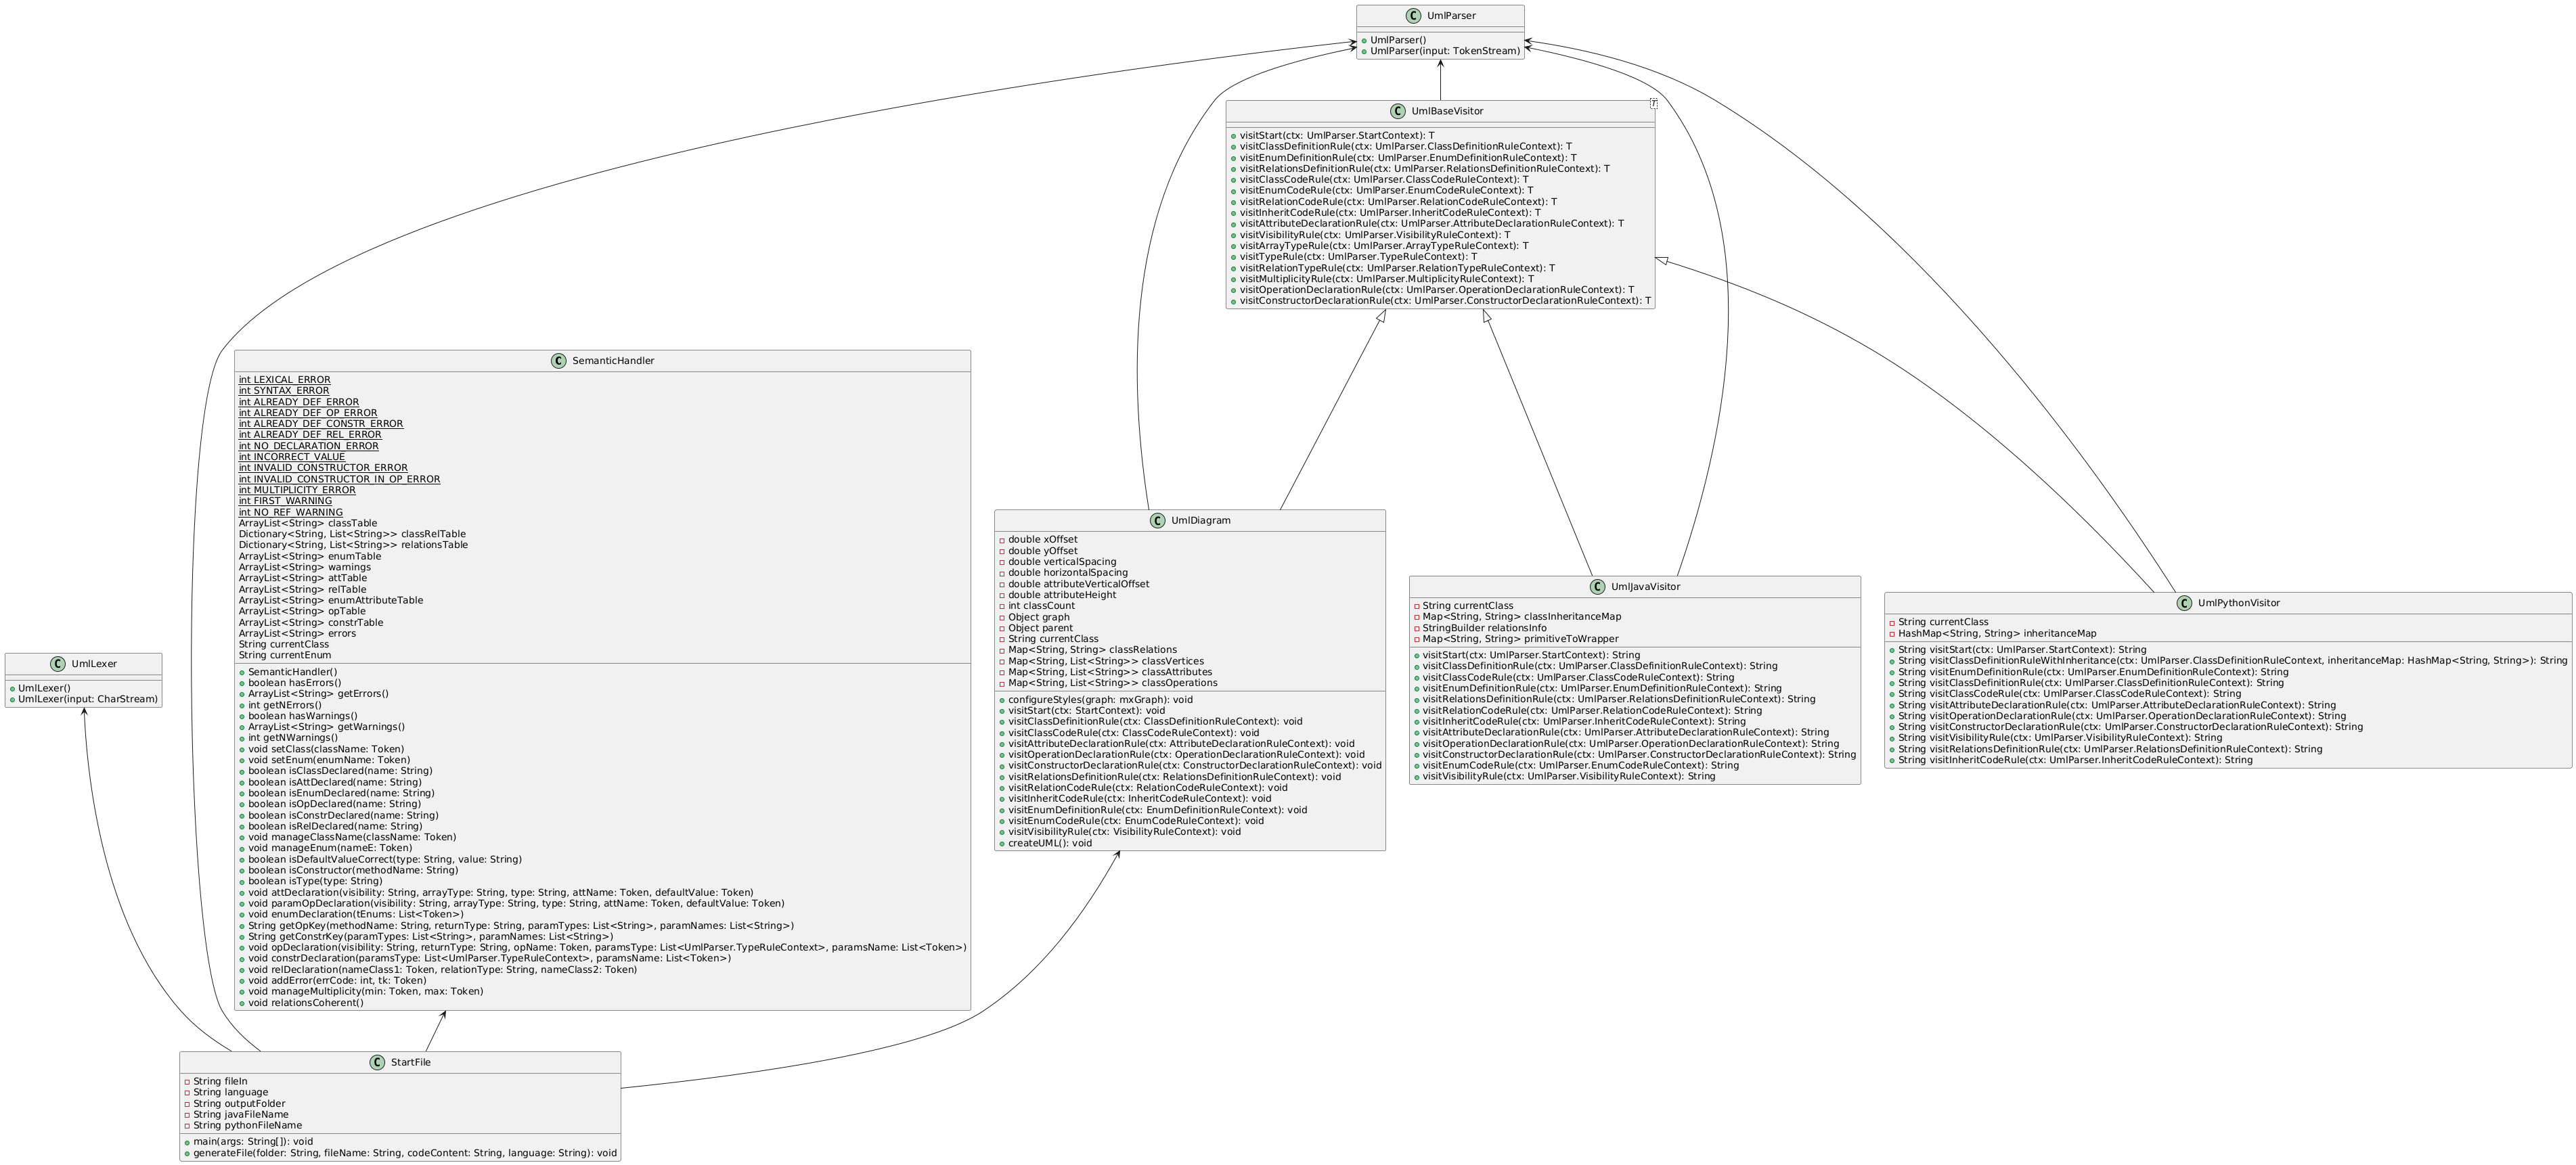 UmlParser
UmlParser()
UmlParser(input: TokenStream)
UmlBaseVisitor
T
visitStart(ctx: UmlParser.StartContext): T
visitClassDefinitionRule(ctx: UmlParser.ClassDefinitionRuleContext): T
visitEnumDefinitionRule(ctx: UmlParser.EnumDefinitionRuleContext): T
visitRelationsDefinitionRule(ctx: UmlParser.RelationsDefinitionRuleContext): T
visitClassCodeRule(ctx: UmlParser.ClassCodeRuleContext): T
visitEnumCodeRule(ctx: UmlParser.EnumCodeRuleContext): T
visitRelationCodeRule(ctx: UmlParser.RelationCodeRuleContext): T
visitInheritCodeRule(ctx: UmlParser.InheritCodeRuleContext): T
visitAttributeDeclarationRule(ctx: UmlParser.AttributeDeclarationRuleContext): T
visitVisibilityRule(ctx: UmlParser.VisibilityRuleContext): T
visitArrayTypeRule(ctx: UmlParser.ArrayTypeRuleContext): T
visitTypeRule(ctx: UmlParser.TypeRuleContext): T
visitRelationTypeRule(ctx: UmlParser.RelationTypeRuleContext): T
visitMultiplicityRule(ctx: UmlParser.MultiplicityRuleContext): T
visitOperationDeclarationRule(ctx: UmlParser.OperationDeclarationRuleContext): T
visitConstructorDeclarationRule(ctx: UmlParser.ConstructorDeclarationRuleContext): T
SemanticHandler
int LEXICAL_ERROR
int SYNTAX_ERROR
int ALREADY_DEF_ERROR
int ALREADY_DEF_OP_ERROR
int ALREADY_DEF_CONSTR_ERROR
int ALREADY_DEF_REL_ERROR
int NO_DECLARATION_ERROR
int INCORRECT_VALUE
int INVALID_CONSTRUCTOR_ERROR
int INVALID_CONSTRUCTOR_IN_OP_ERROR
int MULTIPLICITY_ERROR
int FIRST_WARNING
int NO_REF_WARNING
ArrayList<String> classTable
Dictionary<String, List<String>> classRelTable
Dictionary<String, List<String>> relationsTable
ArrayList<String> enumTable
ArrayList<String> warnings
ArrayList<String> attTable
ArrayList<String> relTable
ArrayList<String> enumAttributeTable
ArrayList<String> opTable
ArrayList<String> constrTable
ArrayList<String> errors
String currentClass
String currentEnum
SemanticHandler()
boolean hasErrors()
ArrayList<String> getErrors()
int getNErrors()
boolean hasWarnings()
ArrayList<String> getWarnings()
int getNWarnings()
void setClass(className: Token)
void setEnum(enumName: Token)
boolean isClassDeclared(name: String)
boolean isAttDeclared(name: String)
boolean isEnumDeclared(name: String)
boolean isOpDeclared(name: String)
boolean isConstrDeclared(name: String)
boolean isRelDeclared(name: String)
void manageClassName(className: Token)
void manageEnum(nameE: Token)
boolean isDefaultValueCorrect(type: String, value: String)
boolean isConstructor(methodName: String)
boolean isType(type: String)
void attDeclaration(visibility: String, arrayType: String, type: String, attName: Token, defaultValue: Token)
void paramOpDeclaration(visibility: String, arrayType: String, type: String, attName: Token, defaultValue: Token)
void enumDeclaration(tEnums: List<Token>)
String getOpKey(methodName: String, returnType: String, paramTypes: List<String>, paramNames: List<String>)
String getConstrKey(paramTypes: List<String>, paramNames: List<String>)
void opDeclaration(visibility: String, returnType: String, opName: Token, paramsType: List<UmlParser.TypeRuleContext>, paramsName: List<Token>)
void constrDeclaration(paramsType: List<UmlParser.TypeRuleContext>, paramsName: List<Token>)
void relDeclaration(nameClass1: Token, relationType: String, nameClass2: Token)
void addError(errCode: int, tk: Token)
void manageMultiplicity(min: Token, max: Token)
void relationsCoherent()
UmlDiagram
double xOffset
double yOffset
double verticalSpacing
double horizontalSpacing
double attributeVerticalOffset
double attributeHeight
int classCount
Object graph
Object parent
String currentClass
Map<String, String> classRelations
Map<String, List<String>> classVertices
Map<String, List<String>> classAttributes
Map<String, List<String>> classOperations
configureStyles(graph: mxGraph): void
visitStart(ctx: StartContext): void
visitClassDefinitionRule(ctx: ClassDefinitionRuleContext): void
visitClassCodeRule(ctx: ClassCodeRuleContext): void
visitAttributeDeclarationRule(ctx: AttributeDeclarationRuleContext): void
visitOperationDeclarationRule(ctx: OperationDeclarationRuleContext): void
visitConstructorDeclarationRule(ctx: ConstructorDeclarationRuleContext): void
visitRelationsDefinitionRule(ctx: RelationsDefinitionRuleContext): void
visitRelationCodeRule(ctx: RelationCodeRuleContext): void
visitInheritCodeRule(ctx: InheritCodeRuleContext): void
visitEnumDefinitionRule(ctx: EnumDefinitionRuleContext): void
visitEnumCodeRule(ctx: EnumCodeRuleContext): void
visitVisibilityRule(ctx: VisibilityRuleContext): void
createUML(): void
UmlJavaVisitor
String currentClass
Map<String, String> classInheritanceMap
StringBuilder relationsInfo
Map<String, String> primitiveToWrapper
visitStart(ctx: UmlParser.StartContext): String
visitClassDefinitionRule(ctx: UmlParser.ClassDefinitionRuleContext): String
visitClassCodeRule(ctx: UmlParser.ClassCodeRuleContext): String
visitEnumDefinitionRule(ctx: UmlParser.EnumDefinitionRuleContext): String
visitRelationsDefinitionRule(ctx: UmlParser.RelationsDefinitionRuleContext): String
visitRelationCodeRule(ctx: UmlParser.RelationCodeRuleContext): String
visitInheritCodeRule(ctx: UmlParser.InheritCodeRuleContext): String
visitAttributeDeclarationRule(ctx: UmlParser.AttributeDeclarationRuleContext): String
visitOperationDeclarationRule(ctx: UmlParser.OperationDeclarationRuleContext): String
visitConstructorDeclarationRule(ctx: UmlParser.ConstructorDeclarationRuleContext): String
visitEnumCodeRule(ctx: UmlParser.EnumCodeRuleContext): String
visitVisibilityRule(ctx: UmlParser.VisibilityRuleContext): String
UmlPythonVisitor
String currentClass
HashMap<String, String> inheritanceMap
String visitStart(ctx: UmlParser.StartContext): String
String visitClassDefinitionRuleWithInheritance(ctx: UmlParser.ClassDefinitionRuleContext, inheritanceMap: HashMap<String, String>): String
String visitEnumDefinitionRule(ctx: UmlParser.EnumDefinitionRuleContext): String
String visitClassDefinitionRule(ctx: UmlParser.ClassDefinitionRuleContext): String
String visitClassCodeRule(ctx: UmlParser.ClassCodeRuleContext): String
String visitAttributeDeclarationRule(ctx: UmlParser.AttributeDeclarationRuleContext): String
String visitOperationDeclarationRule(ctx: UmlParser.OperationDeclarationRuleContext): String
String visitConstructorDeclarationRule(ctx: UmlParser.ConstructorDeclarationRuleContext): String
String visitVisibilityRule(ctx: UmlParser.VisibilityRuleContext): String
String visitRelationsDefinitionRule(ctx: UmlParser.RelationsDefinitionRuleContext): String
String visitInheritCodeRule(ctx: UmlParser.InheritCodeRuleContext): String
UmlLexer
UmlLexer()
UmlLexer(input: CharStream)
StartFile
String fileIn
String language
String outputFolder
String javaFileName
String pythonFileName
main(args: String[]): void
generateFile(folder: String, fileName: String, codeContent: String, language: String): void